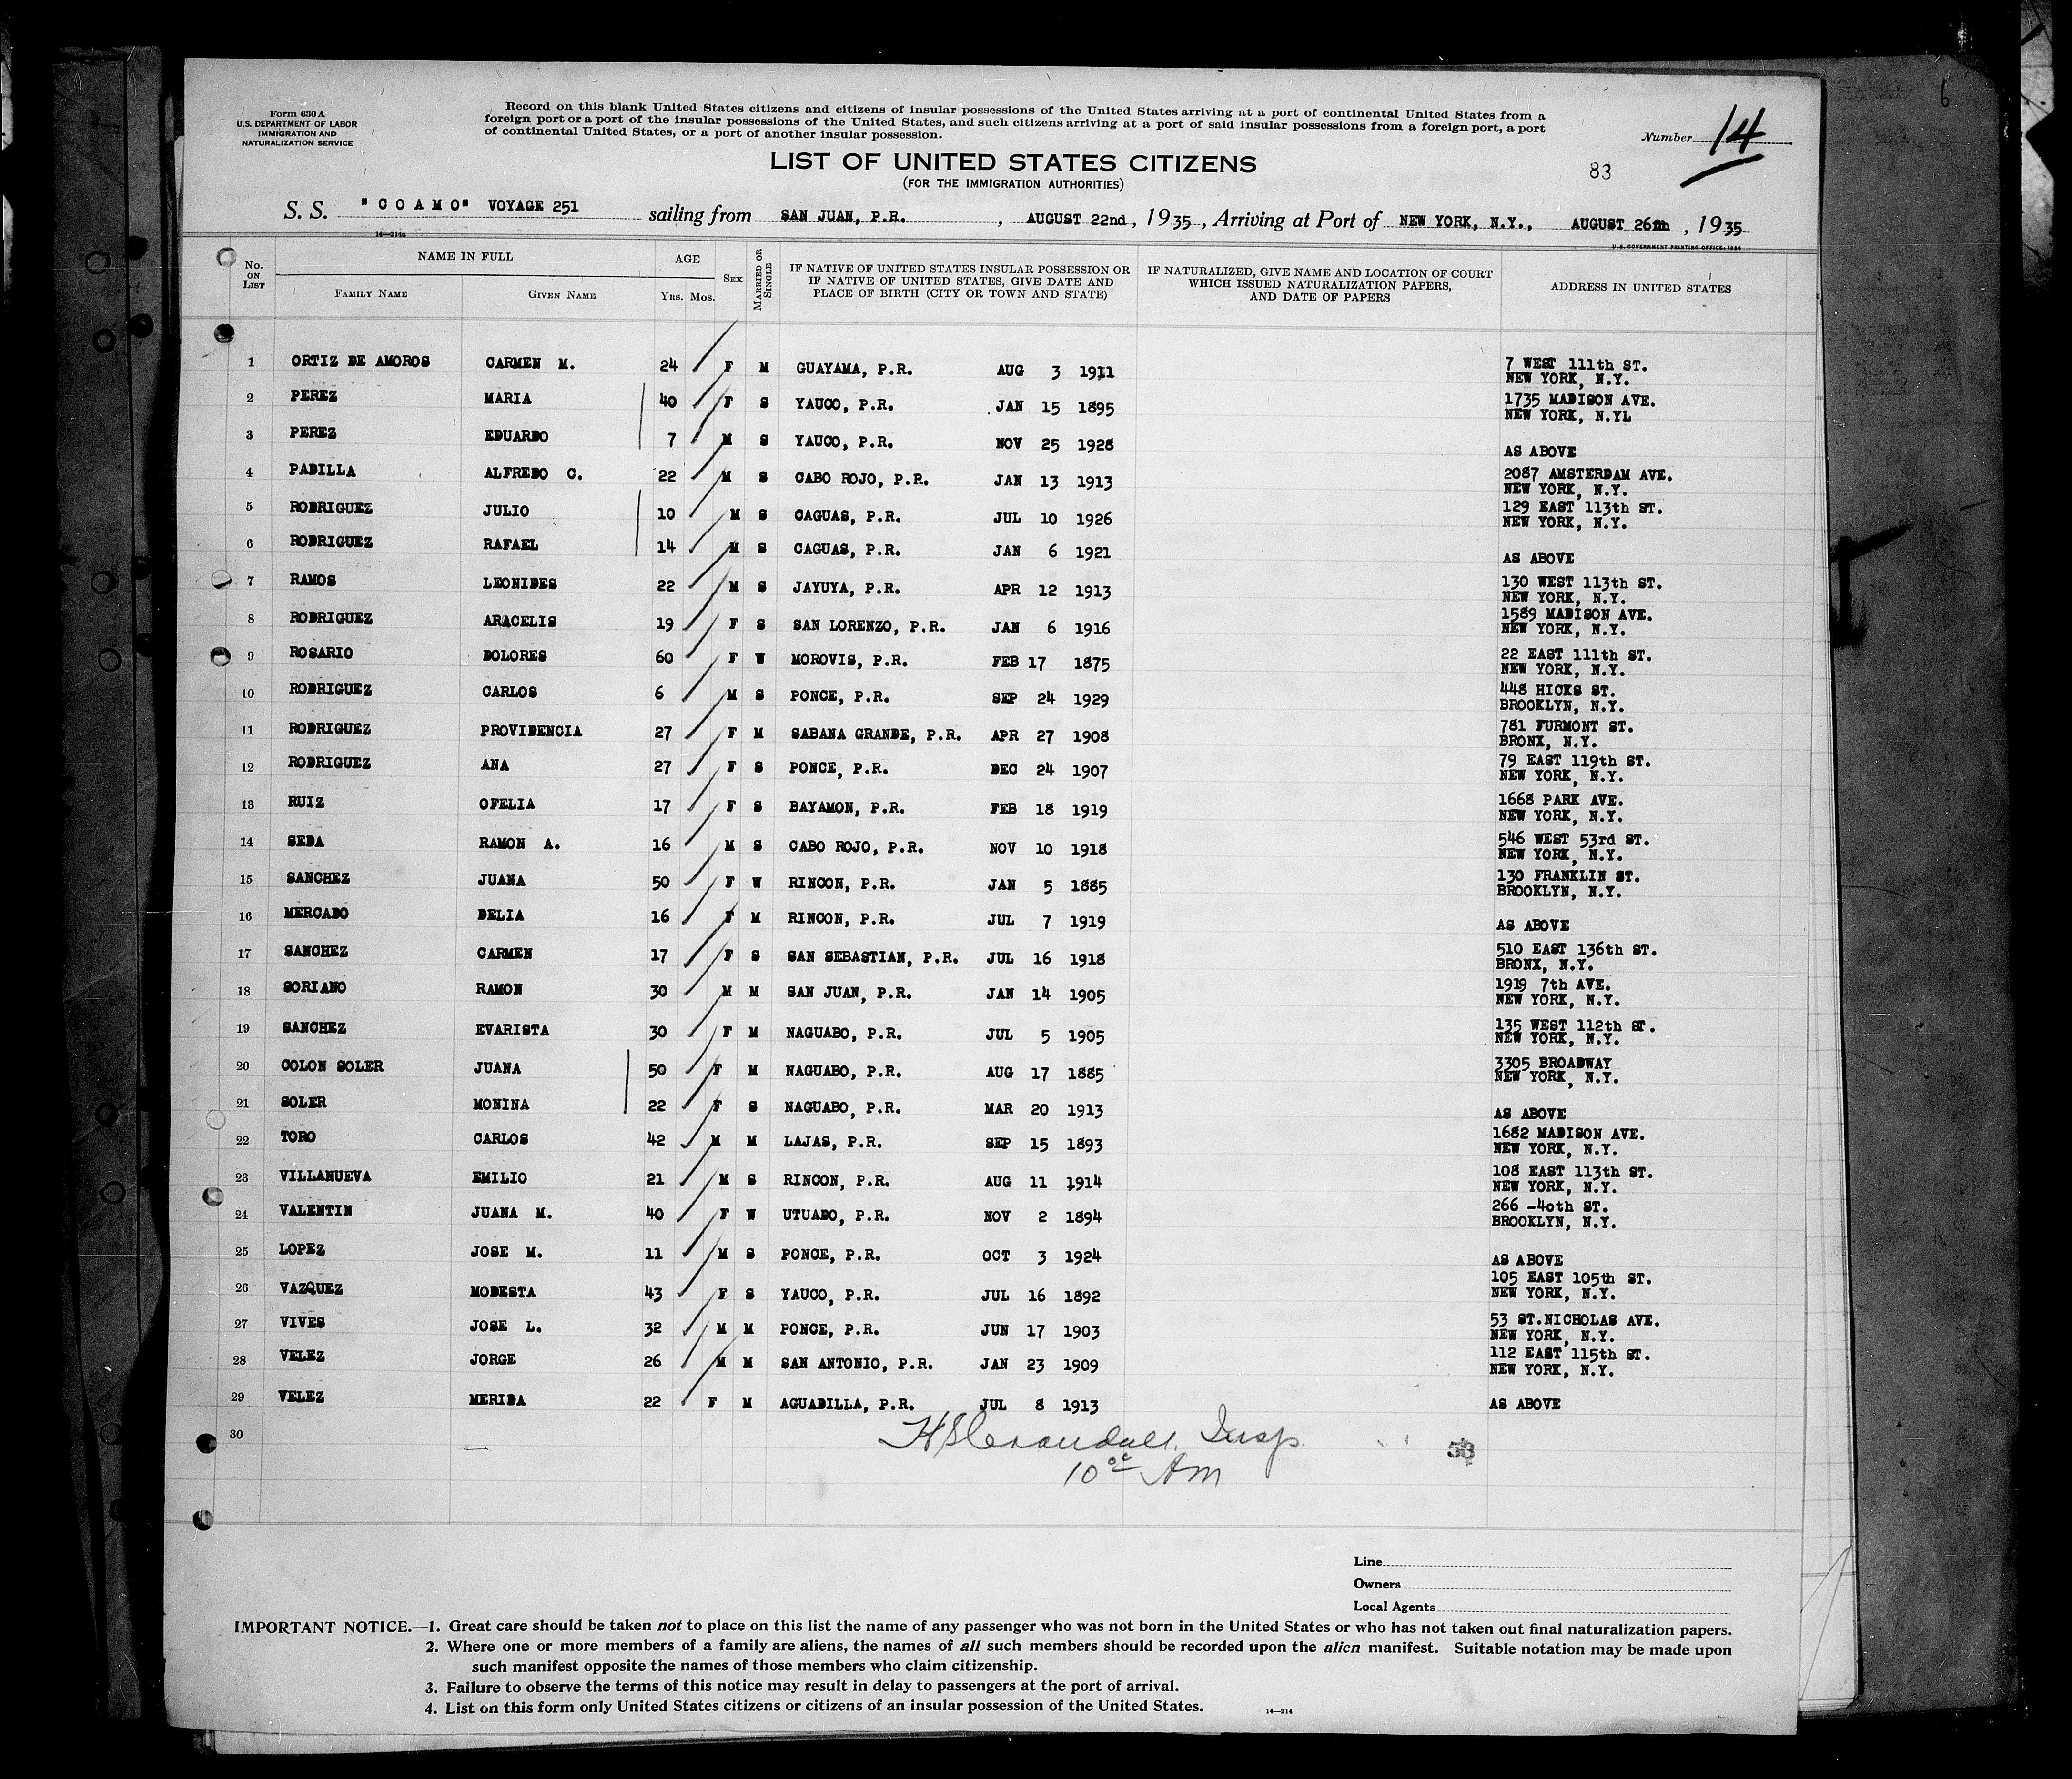 Form 630 A
U.S. DEPARTMENT OF LABOR
IMMIGRATION AND
NATURALIZATION SERVICE
Record on this blank United States citizens and citizens of insular possessions of the United States arriving at a port of continental United States from a
foreign port or a port of the insular possessions of the United States, and such citizens arriving at a port of said insular possessions from a foreign port, a port
of continental United States, or a port of another insular possession.
Number 14
6
LIST OF UNITED STATES CITIZENS
(FOR THE IMMIGRATION AUTHORITIES)
83
S. S. "COAMO" VOYAGE 251 sailing from SAN JUAN, P.R., AUGUST 22nd, 1935, Arriving at Port of NEW YORK, N.Y., AUGUST 26th, 1935
14—214a
U.S. GOVERNMENT PRINTING OFFICE: 1934
No. ON LIST NAME IN FULL FAMILY NAME GIVEN NAME AGE YRS. MOS. SEX MARRIED OR SINGLE IF NATIVE OF UNITED STATES INSULAR POSSESSION OR IF NATIVE OF UNITED STATES, GIVE DATE AND PLACE OF BIRTH (CITY OR TOWN AND STATE) IF NATURALIZED, GIVE NAME AND LOCATION OF COURT WHICH ISSUED NATURALIZATION PAPERS, AND DATE OF PAPERS ADDRESS IN UNITED STATES
1 ORTIZ DE AMOROS CARMEN M. 24 F M GUAYAMA, P.R. AUG 3 1911 7 WEST 111th ST.
NEW YORK, N.Y.
2 PEREZ MARIA 40 F S YAUCO, P.R. JAN 15 1895 1735 MADISON AVE.
NEW YORK, N.YL
3 PEREZ EDUARDO 7 M S YAUCO, P.R. NOV 25 1928 AS ABOVE
4 PADILLA ALFREDO C. 22 M S CABO ROJO, P.R. JAN 13 1913 2087 AMSTERDAM AVE.
NEW YORK, N.Y.
5 RODRIGUEZ JULIO 10 M S CAGUAS, P.R. JUL 10 1926 129 EAST 113th ST.
NEW YORK, N.Y.
6 RODRIGUEZ RAFAEL 14 M S CAGUAS, P.R. JAN 6 1921 AS ABOVE
7 RAMOS LEONIDES 22 M S JAYUYA, P.R. APR 12 1913 130 WEST 113th ST.
NEW YORK, N.Y.
8 RODRIGUEZ ARACELIS 19 F S SAN LORENZO, P.R. JAN 6 1916 1589 MADISON AVE.
NEW YORK, N.Y.
9 ROSARIO DOLORES 60 F W MOROVIS, P.R. FEB 17 1875 22 EAST 111th ST.
NEW YORK, N.Y.
10 RODRIGUEZ CARLOS 6 M S PONCE, P.R. SEP 24 1929 448 HICKS ST.
BROOKLYN, N.Y.
11 RODRIGUEZ PROVIDENCIA 27 F M SABANA GRANDE, P.R. APR 27 1908 781 FURMONT ST.
BRONX, N.Y.
12 RODRIGUEZ ANA 27 F S PONCE, P.R. DEC 24 1907 79 EAST 119th ST.
NEW YORK, N.Y.
13 RUIZ OFELIA 17 F S BAYAMON, P.R. FEB 18 1919 1668 PARK AVE.
NEW YORK, N.Y.
14 SEDA RAMON A. 16 M S CABO ROJO, P.R. NOV 10 1918 546 WEST 53rd ST.
NEW YORK, N.Y.
15 SANCHEZ JUANA 50 F W RINCON, P.R. JAN 5 1885 130 FRANKLIN ST.
BROOKLYN, N.Y.
16 MERCADO DELIA 16 F M RINCON, P.R. JUL 7 1919 AS ABOVE
17 SANCHEZ CARMEN 17 F S SAN SEBASTIAN, P.R. JUL 16 1918 510 EAST 136th ST.
BRONX, N.Y.
18 SORIANO RAMON 30 M M SAN JUAN, P.R. JAN 14 1905 1919 7th AVE.
NEW YORK, N.Y.
19 SANCHEZ EVARISTA 30 F M NAGUABO, P.R. JUL 5 1905 135 WEST 112th ST.
NEW YORK, N.Y.
20 COLON SOLER JUANA 50 F M NAGUABO, P.R. AUG 17 1885 3305 BROADWAY
NEW YORK, N.Y.
21 SOLER MONINA 22 F S NAGUABO, P.R. MAR 20 1913 AS ABOVE
22 TORO CARLOS 42 M M LAJAS, P.R. SEP 15 1893 1682 MADISON AVE.
NEW YORK, N.Y.
23 VILLANUEVA EMILIO 21 M S RINCON, P.R. AUG 11 1914 108 EAST 113th ST.
NEW YORK, N.Y.
24 VALENTIN JUANA M. 40 F W UTUADO, P.R. NOV 2 1894 266 -40th ST.
BROOKLYN, N.Y.
25 LOPEZ JOSE M. 11 M S PONCE, P.R. OCT 3 1924 AS ABOVE
26 VAZQUEZ MODESTA 43 F S YAUCO, P.R. JUL 16 1892 105 EAST 105th ST.
NEW YORK, N.Y.
27 VIVES JOSE L. 32 M M PONCE, P.R. JUN 17 1903 53 ST.NICHOLAS AVE.
NEW YORK, N.Y.
28 VELEZ JORGE 26 M M SAN ANTONIO, P.R. JAN 23 1909 112 EAST 115th ST.
NEW YORK, N.Y.
29 VELEZ MERIDA 22 F M AGUADILLA, P.R. JUL 8 1913 AS ABOVE
30
Insp.
10 AM
Line
Owners
Local Agents
IMPORTANT NOTICE.—1. Great care should be taken not to place on this list the name of any passenger who was not born in the United States or who has not taken out final naturalization papers.
2. Where one or more members of a family are aliens, the names of all such members should be recorded upon the alien manifest. Suitable notation may be made upon
such manifest opposite the names of those members who claim citizenship.
3. Failure to observe the terms of this notice may result in delay to passengers at the port of arrival.
4. List on this form only United States citizens or citizens of an insular possession of the United States.
14—214